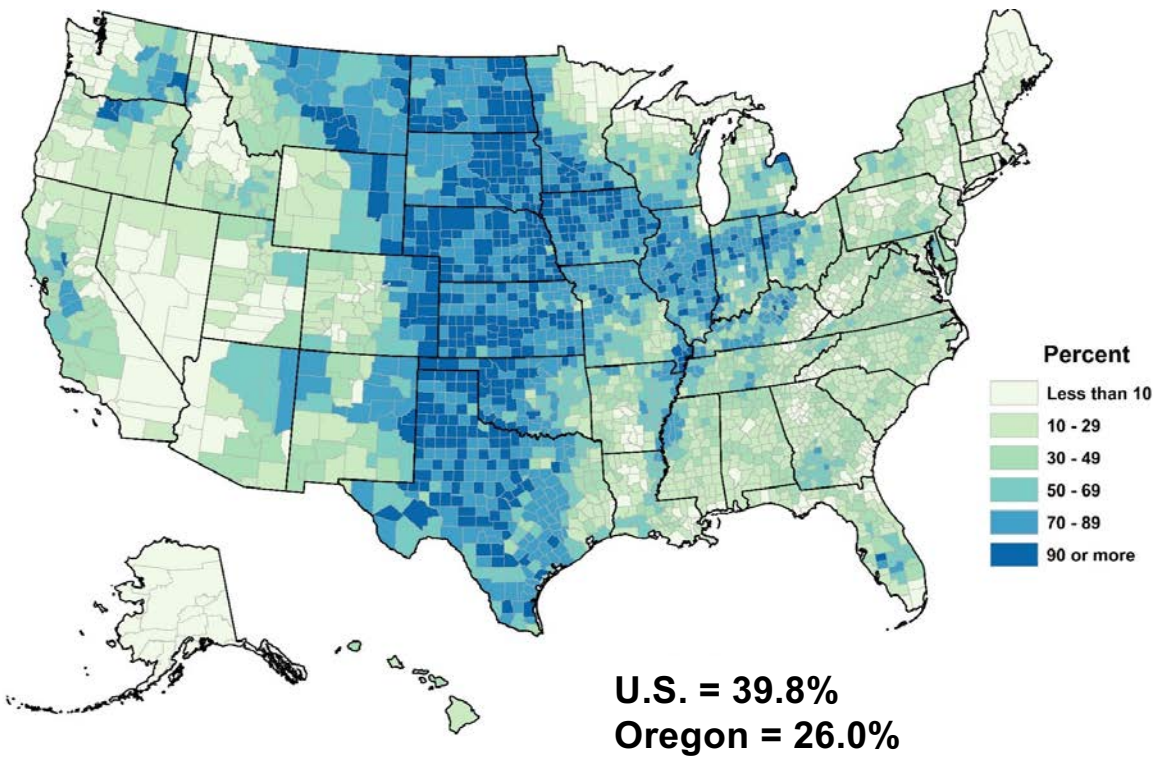 Percent
Less than 10
10 - 29
30 - 49
50 - 69
70 - 89
90 or more
U.S. = 39.8%
Oregon = 26.0%